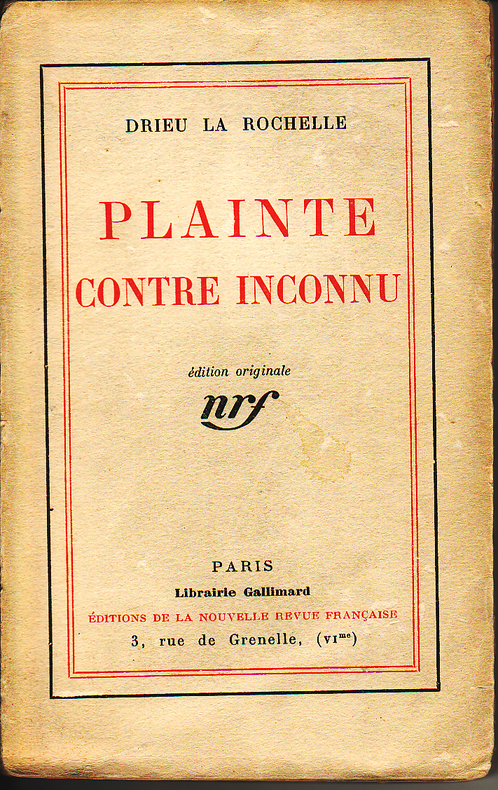 DRIEU LA ROCHELLE
PLAINTE
CONTRE INCONNU
édition originale
nrf
PARIS
Librairie Gallimard
ÉDITIONS DE LA NOUVELLE REVUE FRANÇAISE
3, rue de Grenelle, (VIᵐᵉ)